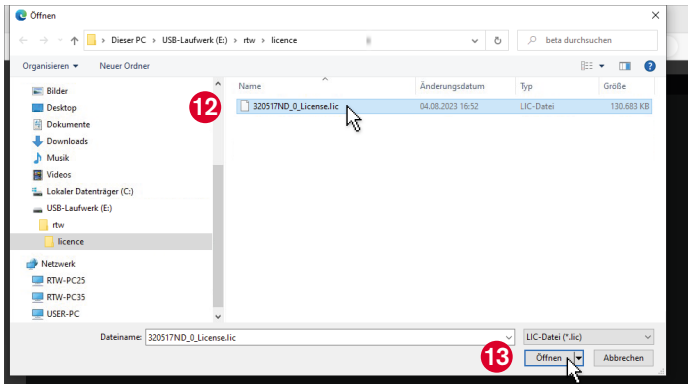 Öffnen
Dieser PC > USB-Laufwerk (E:) > rtw > licence
beta durchsuchen
Organisieren
Neuer Ordner
Name
Änderungsdatum
Typ
Größe
320517ND_0_License.lic
04.08.2023 16:52
LIC-Datei
130.683 KB
12
Bilder
Desktop
Dokumente
Downloads
Musik
Videos
Lokaler Datenträger (C:)
USB-Laufwerk (E:)
rtw
licence
Netzwerk
RTW-PC25
RTW-PC35
USER-PC
Dateiname:
320517ND_0_License.lic
LIC-Datei (*.lic)
13
Öffnen
Abbrechen